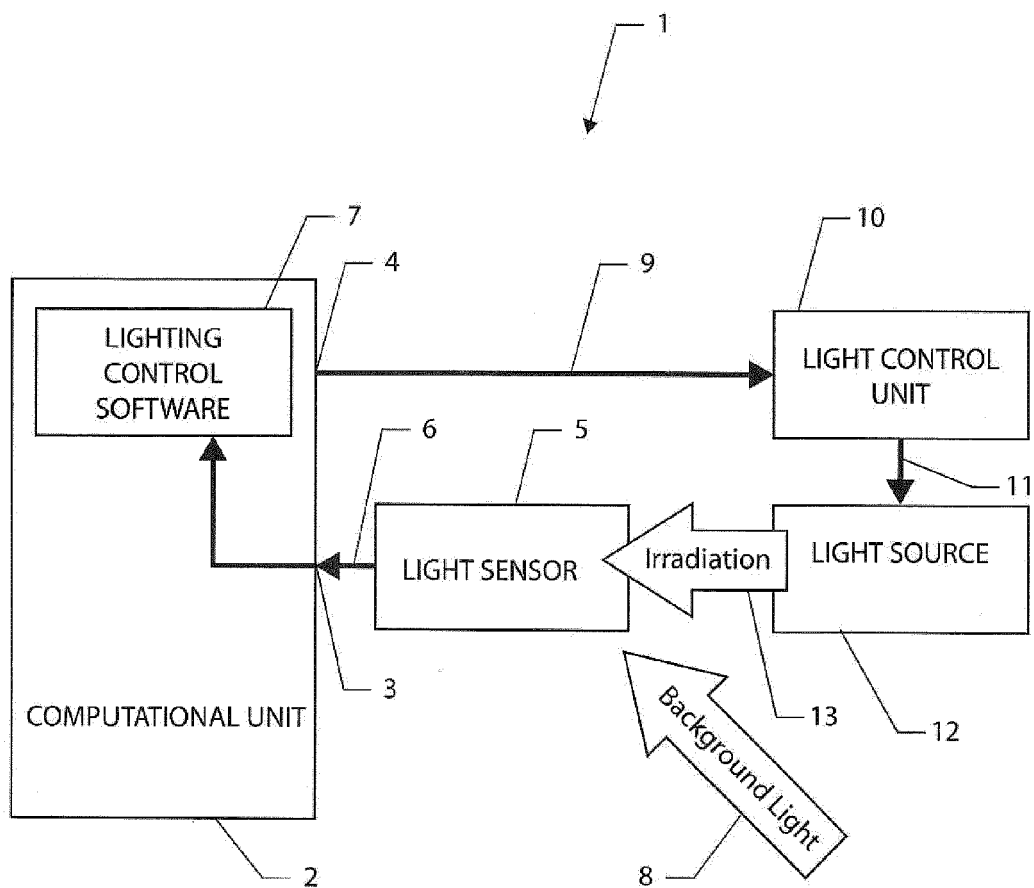 1
7
10
4
9
LIGHTING
CONTROL
SOFTWARE
LIGHT CONTROL
UNIT
6
5
11
LIGHT SENSOR
Irradiation
LIGHT SOURCE
3
13
12
COMPUTATIONAL UNIT
Background Light
2
8